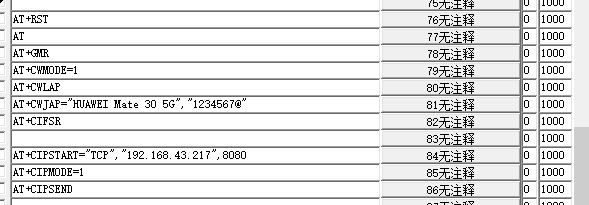 75无注释 0 1000
AT+RST 76无注释 0 1000
AT 77无注释 0 1000
AT+GMR 78无注释 0 1000
AT+CWMODE=1 79无注释 0 1000
AT+CWLAP 80无注释 0 1000
AT+CWJAP="HUAWEI Mate 30 5G","1234567@" 81无注释 0 1000
AT+CIFSR 82无注释 0 1000
83无注释 0 1000
AT+CIPSTART="TCP","192.168.43.217",8080 84无注释 0 1000
AT+CIPMODE=1 85无注释 0 1000
AT+CIPSEND 86无注释 0 1000